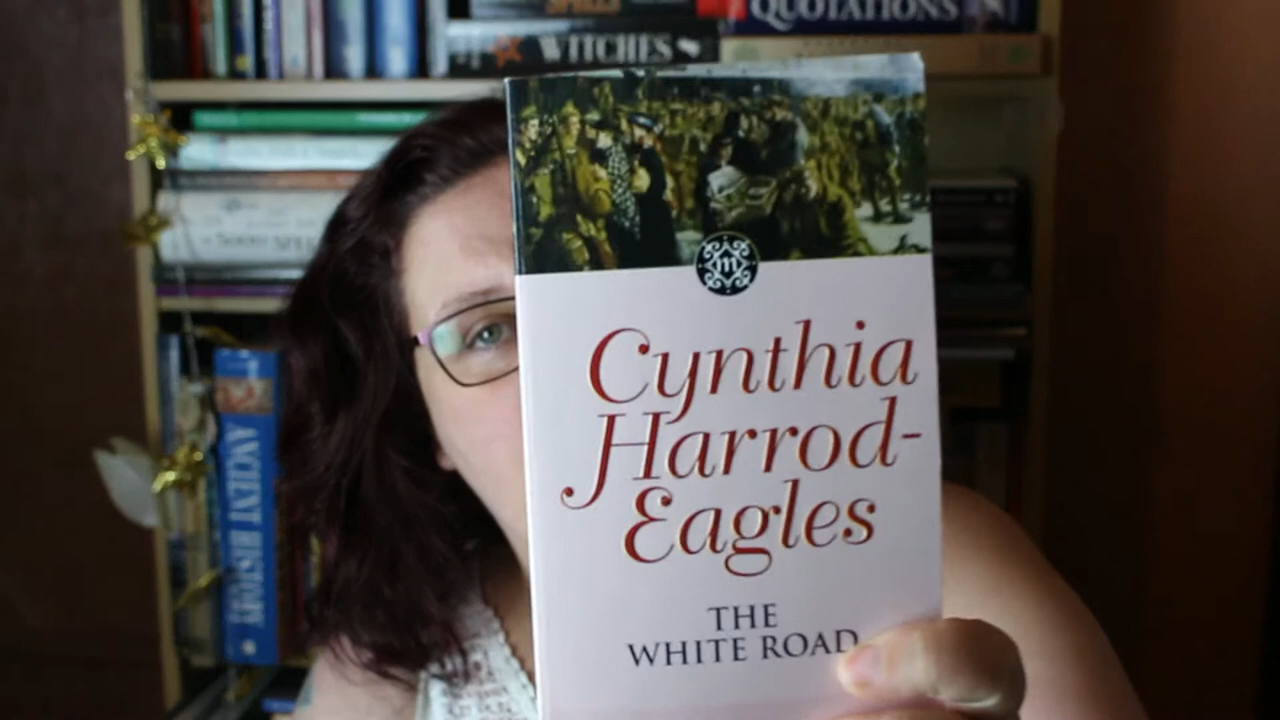 QUOTATIONS
WITCHES
m
Cynthia
Harrod-
Eagles
THE
WHITE ROAD
ANCIENT HISTORY